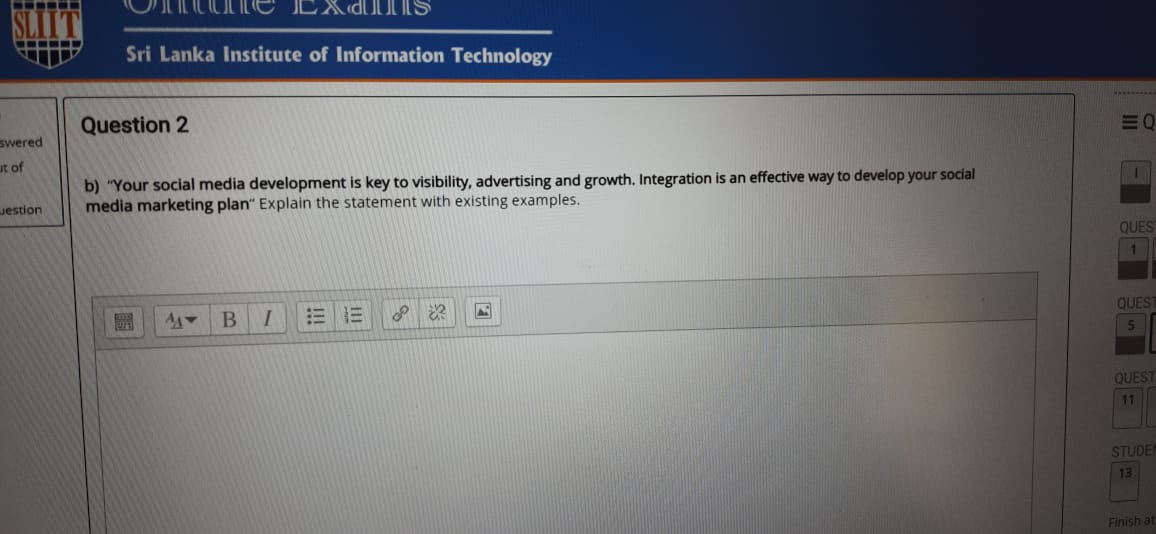 SLIIT
Online Exams
Sri Lanka Institute of Information Technology
swered
ut of
uestion
Question 2
b) "Your social media development is key to visibility, advertising and growth. Integration is an effective way to develop your social
media marketing plan" Explain the statement with existing examples.
B I
Q
I
QUES
1
QUEST
5
QUEST
11
STUDEN
13
Finish at